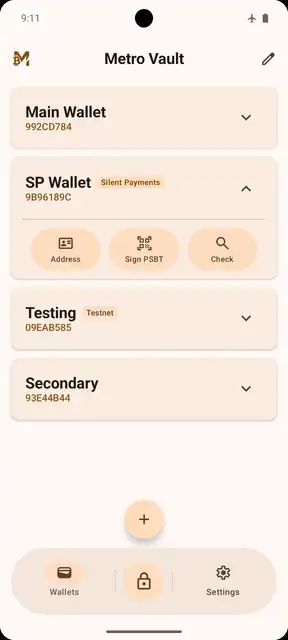 9:11
Metro Vault
Main Wallet
992CD784
SP Wallet Silent Payments
9B96189C
Address Sign PSBT Check
Testing Testnet
09EAB585
Secondary
93E44B44
+
Wallets Settings